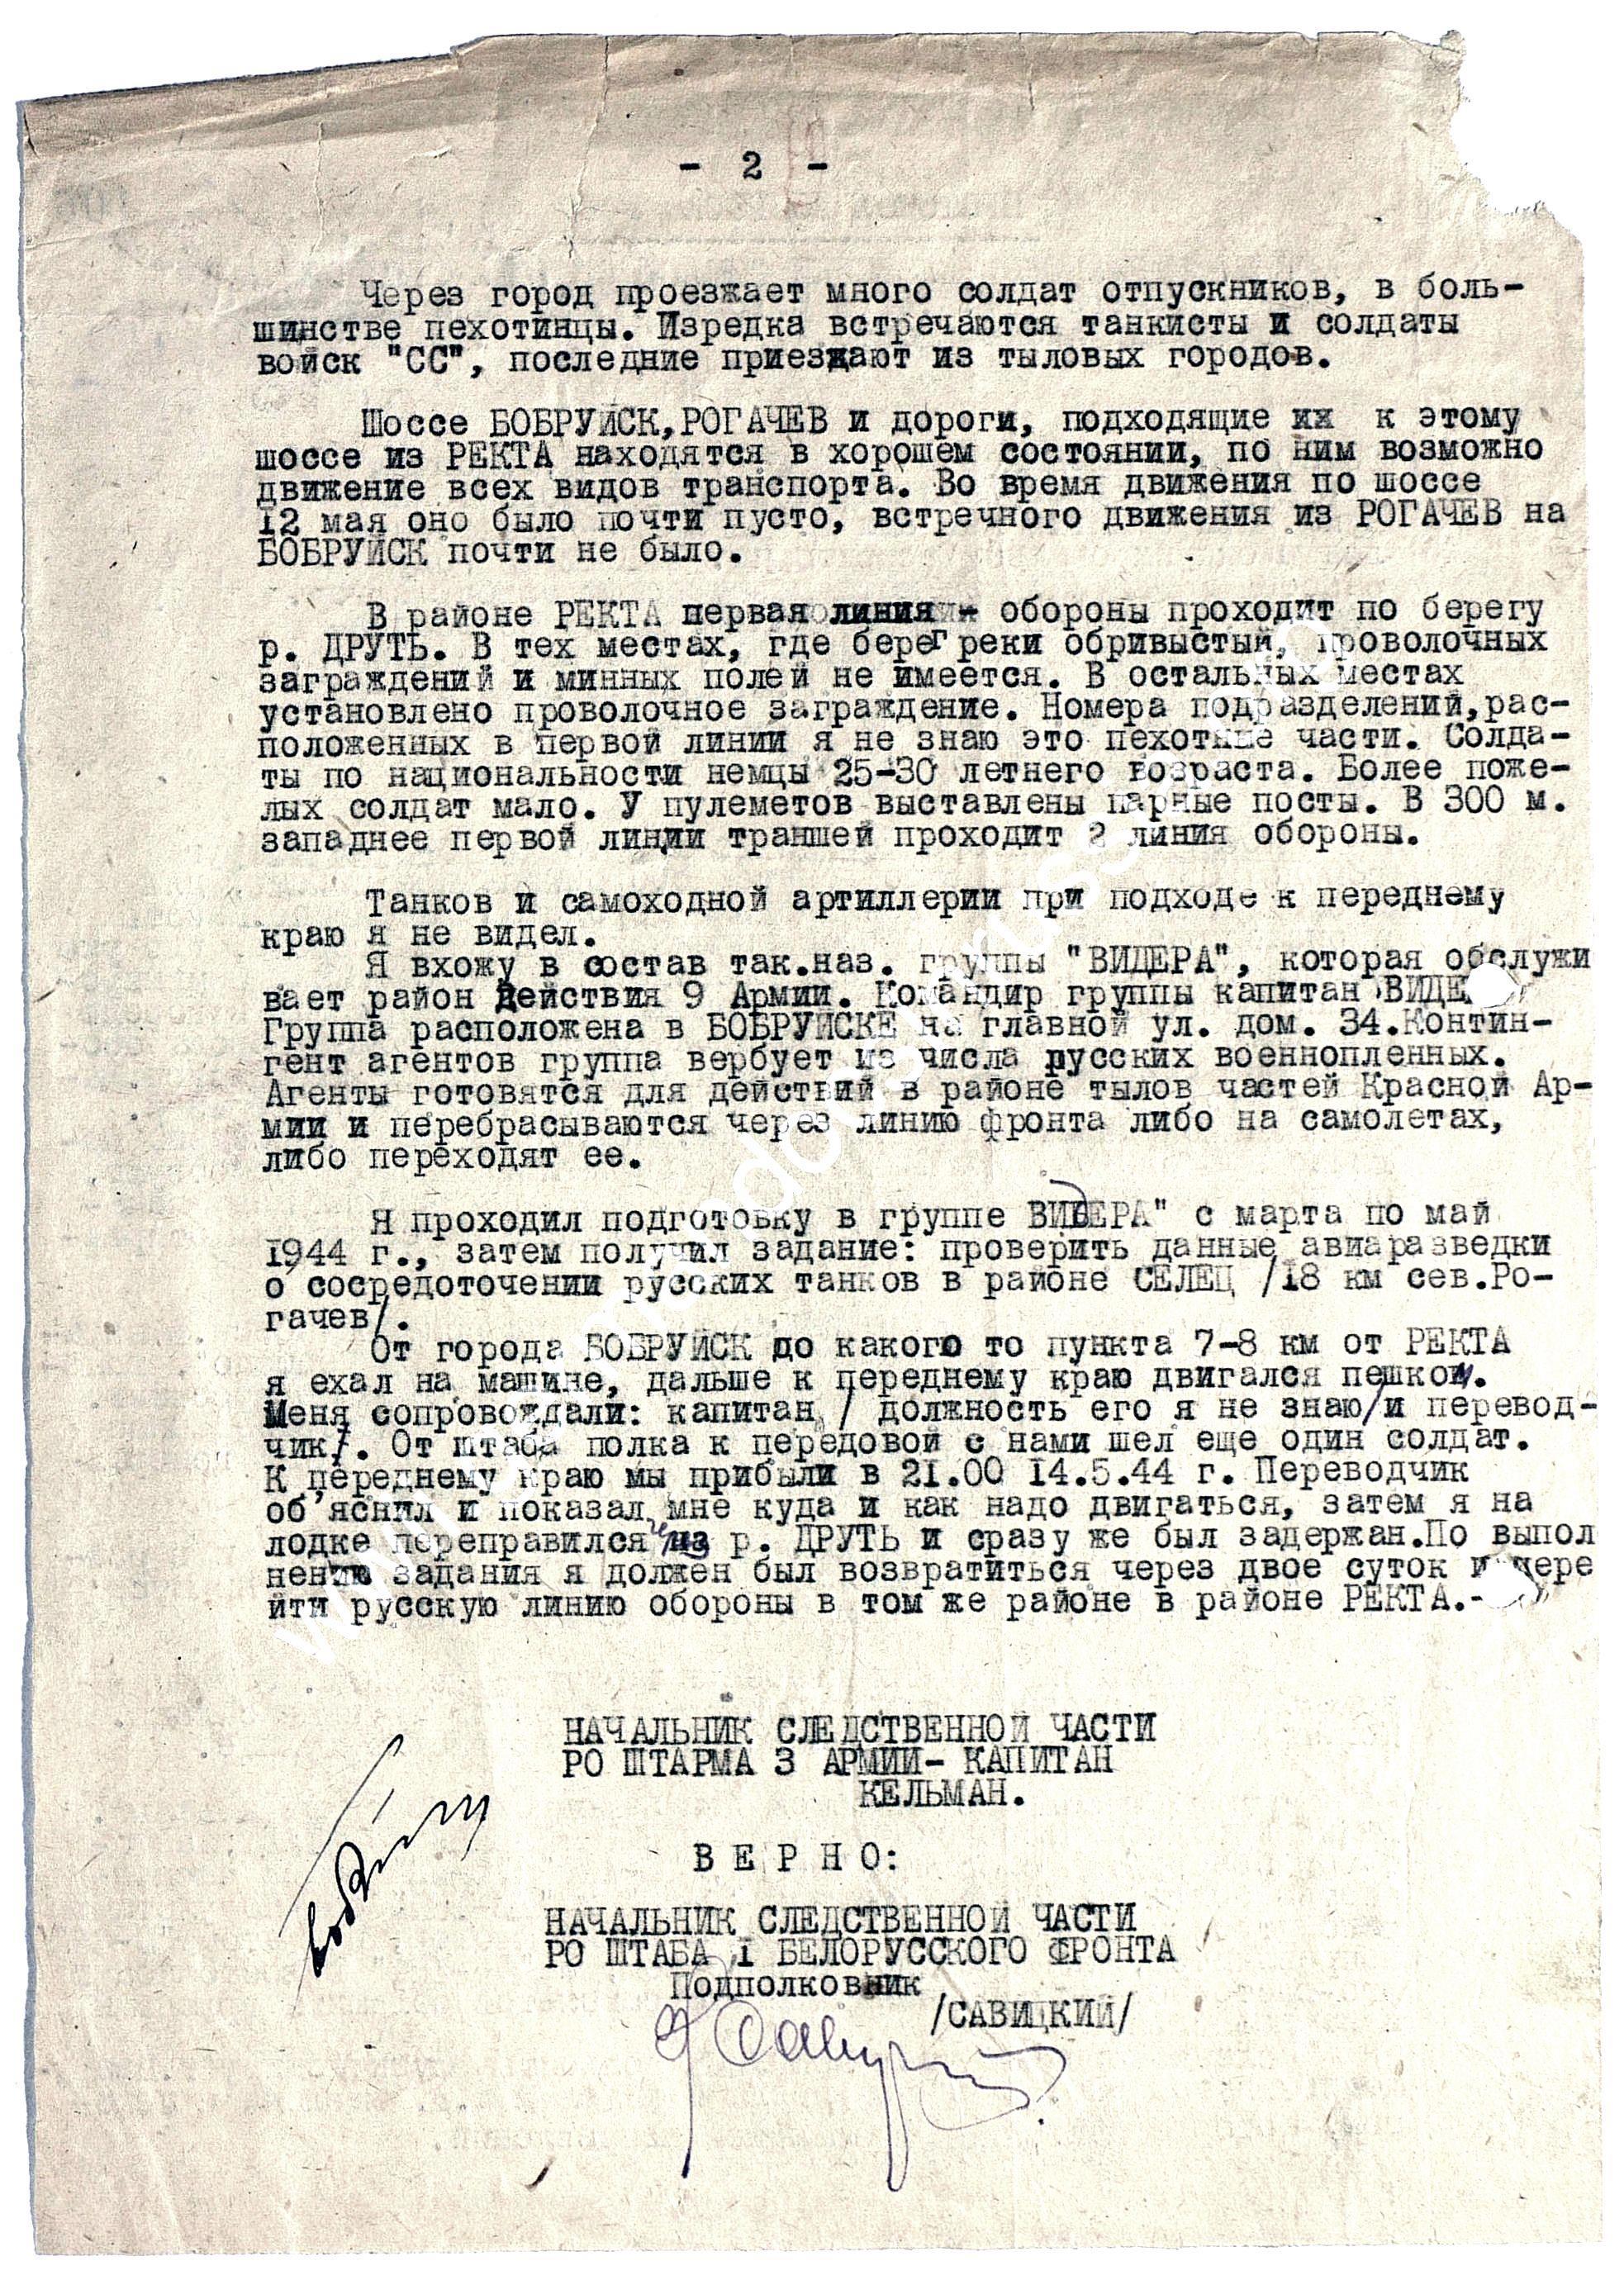 - 2 -
Через город проезжает много солдат отпускников, в боль-
шинстве пехотинцы. Изредка встречаются танкисты и солдаты
войск "СС", последние приезжают из тыловых городов.
Шоссе БОБРУЙСК,РОГАЧЕВ и дороги, подходящие их к этому
шоссе из РЕКТА находятся в хорошем состоянии, по ним возможно
движение всех видов транспорта. Во время движения по шоссе
12 мая оно было почти пусто, встречного движения из РОГАЧЕВ на
БОБРУЙСК почти не было.
В районе РЕКТА первая линия обороны проходит по берегу
р. ДРУТЬ. В тех местах, где берег реки обривыстый, проволочных
заграждений и минных полей не имеется. В остальных местах
установлено проволочное заграждение. Номера подразделений,рас-
положенных в первой линии я не знаю это пехотные части. Солда-
ты по национальности немцы 25-30 летнего возраста. Более поже-
лых солдат мало. У пулеметов выставлены парные посты. В 300 м.
западнее первой линии траншей проходит 2 линия обороны.
Танков и самоходной артиллерии при подходе к переднему
краю я не видел.
Я вхожу в состав так.наз. группы "ВИДЕРА", которая обслужи
вает район действия 9 Армии. Командир группы капитан ВИДЕ
Группа расположена в БОБРУЙСКЕ на главной ул. дом. 34.Контин-
гент агентов группа вербует из числа русских военнопленных.
Агенты готовятся для действий в районе тылов частей Красной Ар-
мии и перебрасываются через линию фронта либо на самолетах,
либо переходят ее.
Я проходил подготовку в группе ВИДЕРА" с марта по май
1944 г., затем получил задание: проверить данные авиаразведки
о сосредоточении русских танков в районе СЕЛЕЦ /18 км сев.Ро-
гачев/.
От города БОБРУЙСК до какого то пункта 7-8 км от РЕКТА
я ехал на машине, дальше к переднему краю двигался пешком.
Меня сопровождали: капитан / должность его я не знаю/и перевод-
чик/. От штаба полка к передовой с нами шел еще один солдат.
К переднему краю мы прибыли в 21.00 14.5.44 г. Переводчик
об'яснил и показал мне куда и как надо двигаться, затем я на
лодке переправился р. ДРУТЬ и сразу же был задержан.По выпол
нению задания я должен был возвратиться через двое суток и пере
йти русскую линию обороны в том же районе в районе РЕКТА.-
НАЧАЛЬНИК СЛЕДСТВЕННОЙ ЧАСТИ
РО ШТАРМА 3 АРМИИ- КАПИТАН
КЕЛЬМАН.
В Е Р Н О:
НАЧАЛЬНИК СЛЕДСТВЕННОЙ ЧАСТИ
РО ШТАБА I БЕЛОРУССКОГО ФРОНТА
Подполковник
/САВИЦКИЙ/